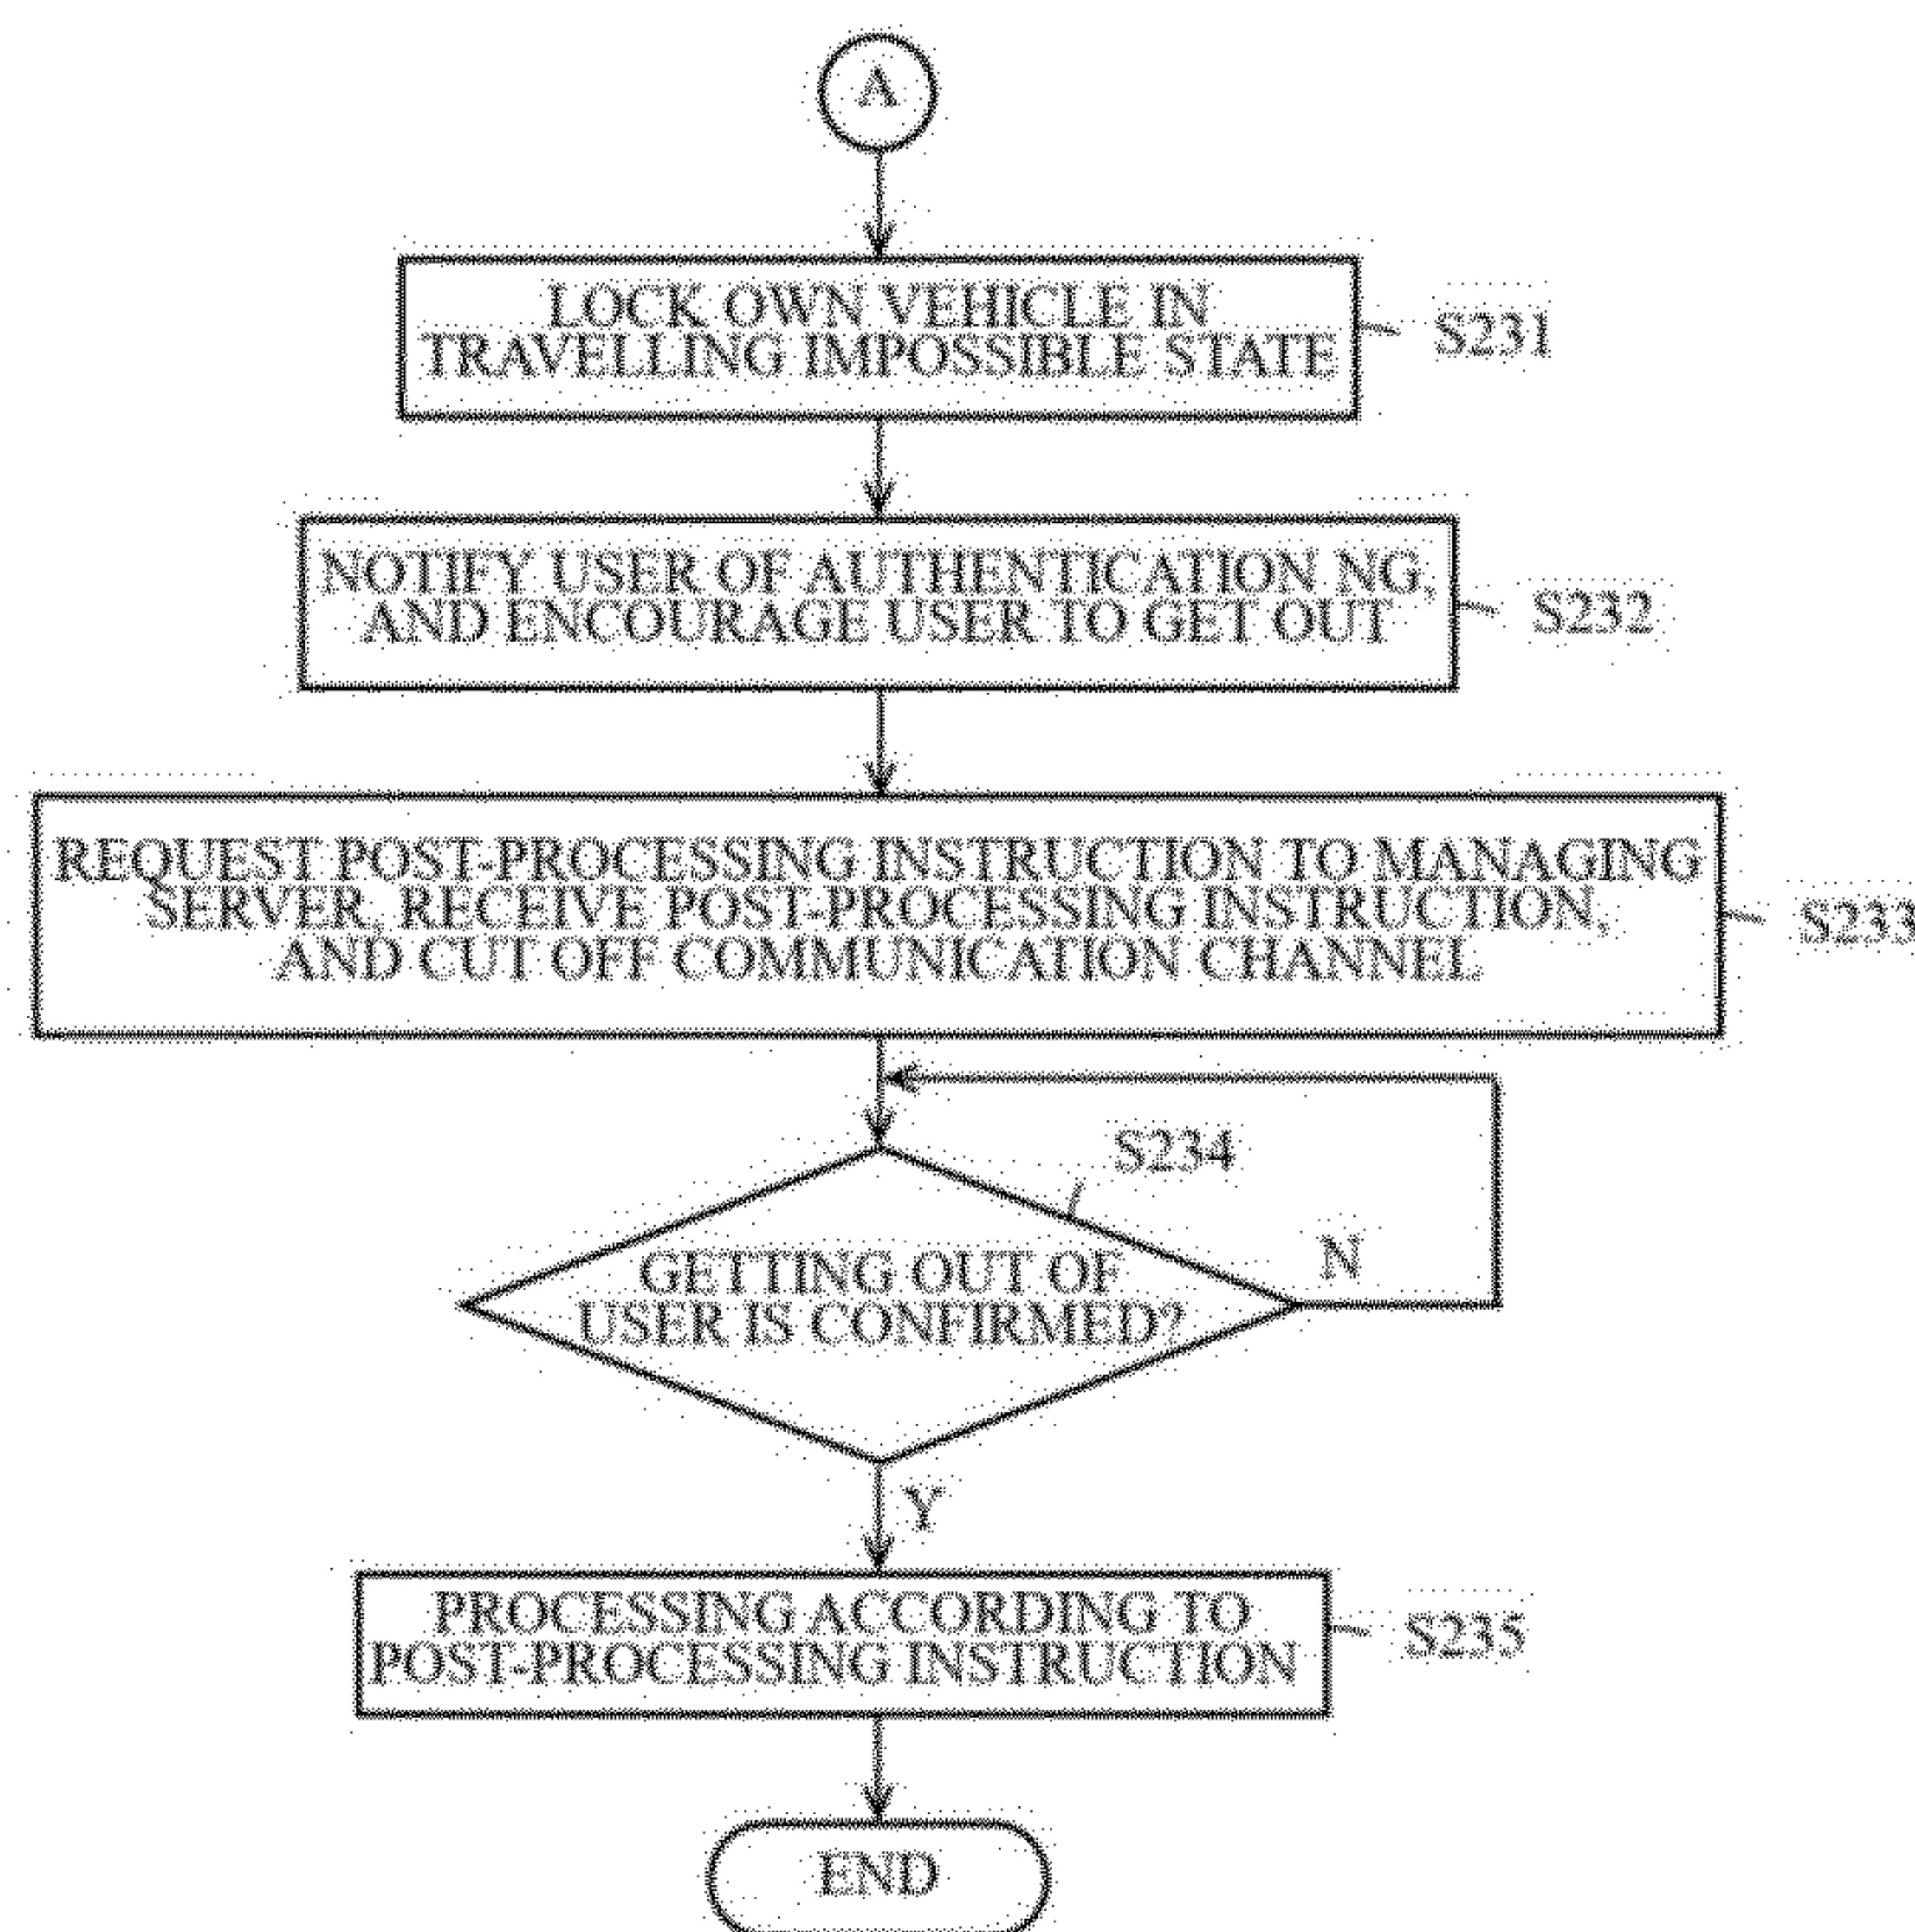 A
LOCK OWN VEHICLE IN
TRAVELLING IMPOSSIBLE STATE
S231
NOTIFY USER OF AUTHENTICATION NG,
AND ENCOURAGE USER TO GET OUT
S232
REQUEST POST-PROCESSING INSTRUCTION TO MANAGING
SERVER, RECEIVE POST-PROCESSING INSTRUCTION,
AND CUT OFF COMMUNICATION CHANNEL
S233
S234
GETTING OUT OF
USER IS CONFIRMED?
N
Y
PROCESSING ACCORDING TO
POST-PROCESSING INSTRUCTION
S235
END